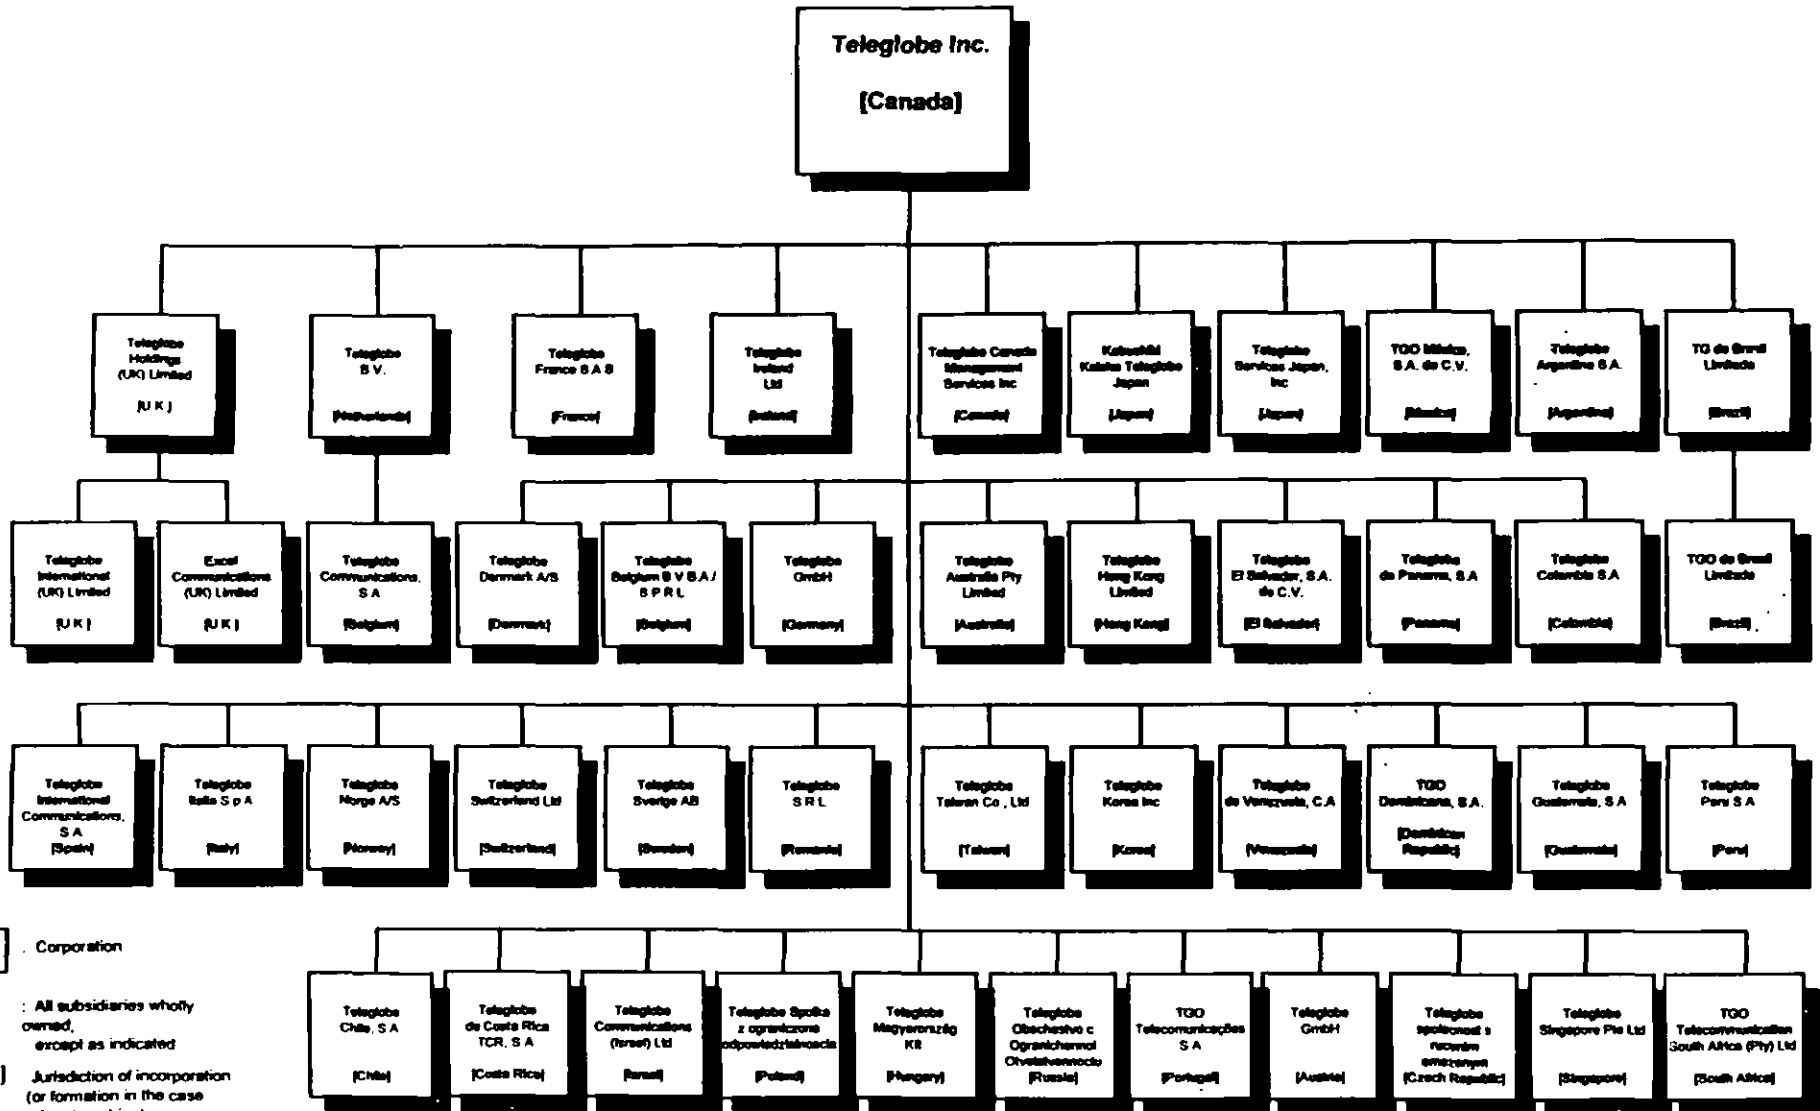 Teleglobe Inc.
[Canada]
Teleglobe
Holdings
(UK) Limited
[U K]
Teleglobe
B V.
[Netherlands]
Teleglobe
France S A S
[France]
Teleglobe
Ireland
Ltd
[Ireland]
Teleglobe Canada
Management
Services Inc
[Canada]
Kabushiki
Kaisha Teleglobe
Japan
[Japan]
Teleglobe
Services Japan,
Inc
[Japan]
TGO México,
S.A. de C.V.
[Mexico]
Teleglobe
Argentina S.A.
[Argentina]
TG do Brasil
Limitada
[Brazil]
Teleglobe
International
(UK) Limited
[U K]
Excel
Communications
(UK) Limited
[U K]
Teleglobe
Communications,
S A
[Belgium]
Teleglobe
Danmark A/S
[Denmark]
Teleglobe
Belgium B V B A /
S P R L
[Belgium]
Teleglobe
GmbH
[Germany]
Teleglobe
Australia Pty
Limited
[Australia]
Teleglobe
Hong Kong
Limited
[Hong Kong]
Teleglobe
El Salvador, S.A.
de C.V.
[El Salvador]
Teleglobe
de Panama, S.A
[Panama]
Teleglobe
Colombia S A
[Colombia]
TGO do Brasil
Limitada
[Brazil]
Teleglobe
International
Communications,
S A
[Spain]
Teleglobe
Italia S p A
[Italy]
Teleglobe
Norge A/S
[Norway]
Teleglobe
Switzerland Ltd
[Switzerland]
Teleglobe
Sverige AB
[Sweden]
Teleglobe
S R L
[Romania]
Teleglobe
Taiwan Co , Ltd
[Taiwan]
Teleglobe
Korea Inc
[Korea]
Teleglobe
de Venezuela, C.A
[Venezuela]
TGO
Dominicana, S.A.
[Dominican
Republic]
Teleglobe
Guatemala, S A
[Guatemala]
Teleglobe
Peru S A
[Peru]
. Corporation
: All subsidiaries wholly
owned,
except as indicated
] Jurisdiction of incorporation
(or formation in the case
Teleglobe
Chile, S A
[Chile]
Teleglobe
de Costa Rica
TCR, S A
[Costa Rica]
Teleglobe
Communications
(Israel) Ltd
[Israel]
Teleglobe Spolka
z ograniczona
odpowiedzialnoscia
[Poland]
Teleglobe
Magyarország
Kft
[Hungary]
Teleglobe
Obschestvo c
[Russia]
TGO
Telecomunicações
S A
[Portugal]
Teleglobe
GmbH
[Austria]
Teleglobe
[Czech Republic]
Teleglobe
Singapore Pte Ltd
[Singapore]
TGO
Telecommunication
South Africa (Pty) Ltd
[South Africa]